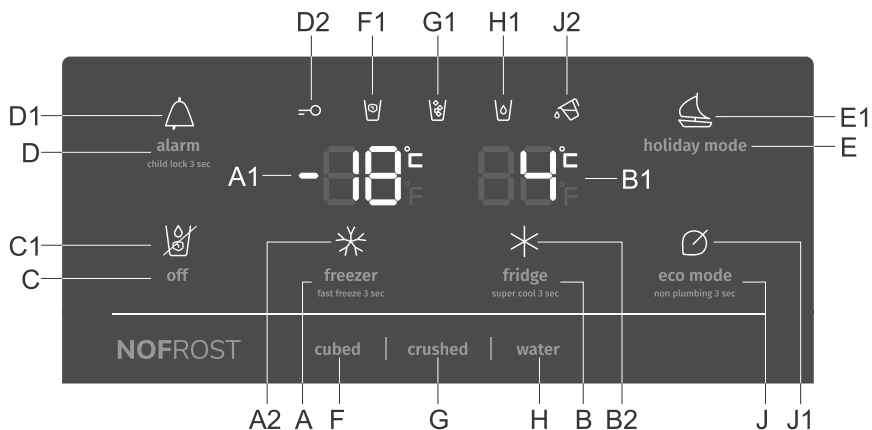 D2 F1 G1 H1 J2
D1 E1
alarm holiday mode
D E
child lock 3 sec
A1 -18°C 4°C B1
°F °F
C1
C off freezer fridge eco mode
fast freeze 3 sec super cool 3 sec non plumbing 3 sec
NOFROST cubed | crushed | water
A2 A F G H B B2 J J1